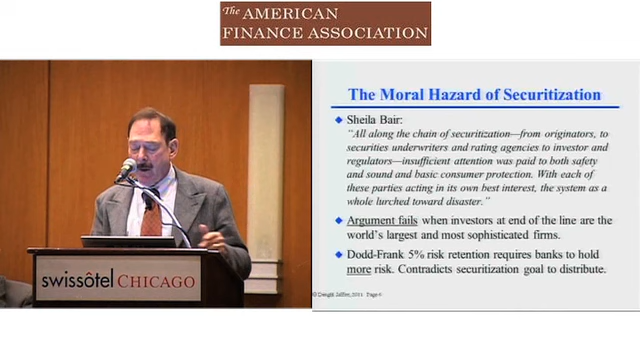 The AMERICAN
FINANCE ASSOCIATION
The Moral Hazard of Securitization
Sheila Bair:
"All along the chain of securitization—from originators, to
securities underwriters and rating agencies to investor and
regulators—insufficient attention was paid to both safety
and sound and basic consumer protection. With each of
these parties acting in its own best interest, the system as a
whole lurched toward disaster."
Argument fails when investors at end of the line are the
world's largest and most sophisticated firms.
Dodd-Frank 5% risk retention requires banks to hold
more risk. Contradicts securitization goal to distribute.
© Dwight Jaffee, 2011 Page 6
swissôtel CHICAGO